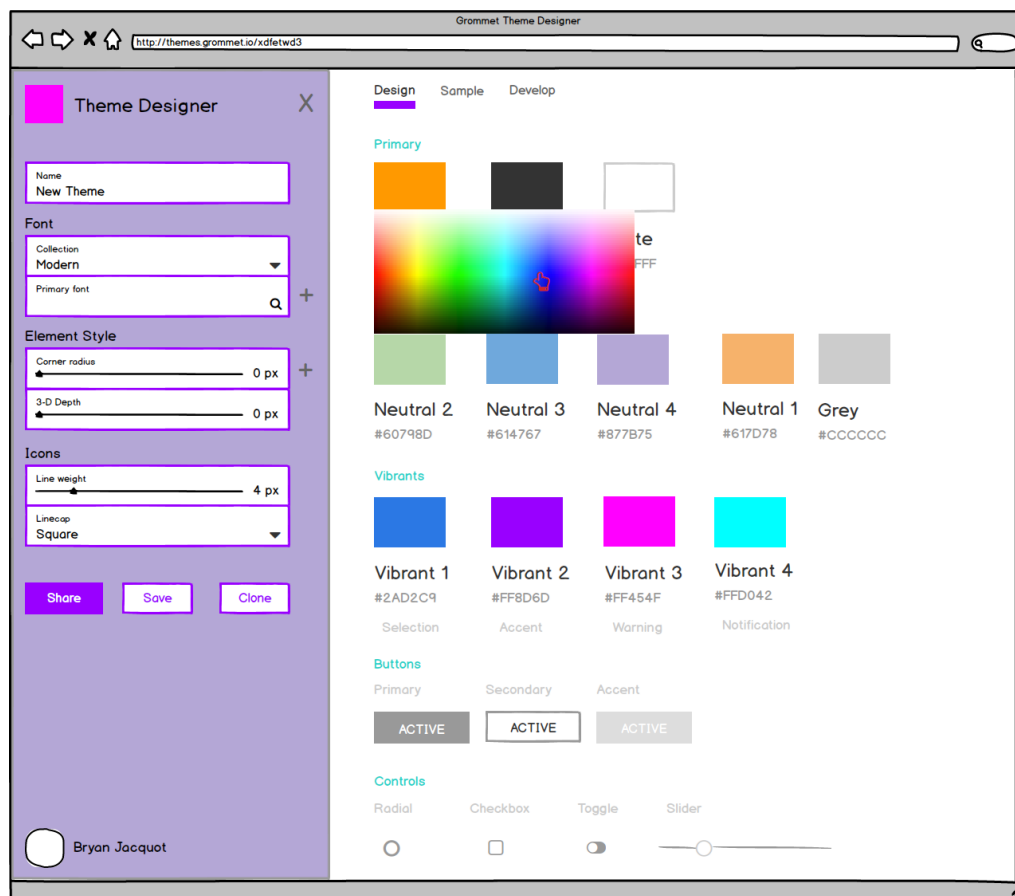 Grommet Theme Designer
http://themes.grommet.io/xdfetwd3
Theme Designer
X
Name
New Theme
Font
Collection
Modern
Primary font
+
Element Style
Corner radius
0 px
+
3-D Depth
0 px
Icons
Line weight
4 px
Linecap
Square
Share Save Clone
Bryan Jacquot
Design Sample Develop
Primary
te
FFF
Neutral 2 Neutral 3 Neutral 4 Neutral 1 Grey
#60798D #614767 #877B75 #617D78 #CCCCCC
Vibrants
Vibrant 1 Vibrant 2 Vibrant 3 Vibrant 4
#2AD2C9 #FF8D6D #FF454F #FFD042
Selection Accent Warning Notification
Buttons
Primary Secondary Accent
ACTIVE ACTIVE ACTIVE
Controls
Radial Checkbox Toggle Slider